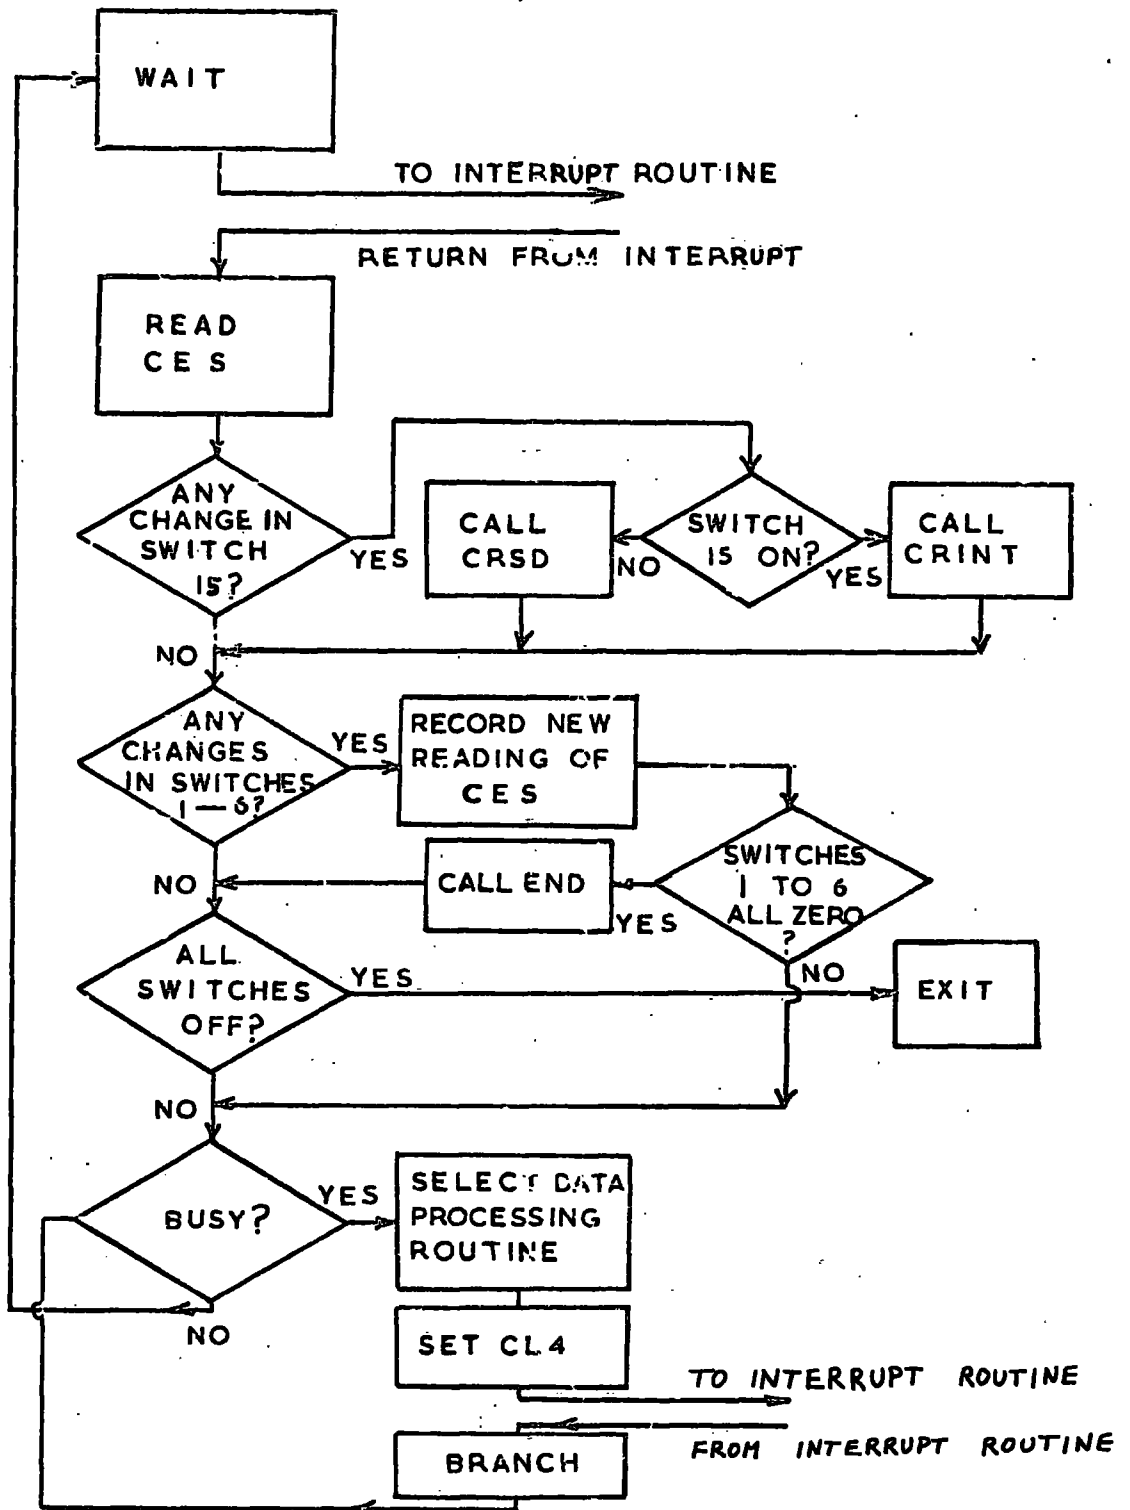 WAIT
TO INTERRUPT ROUTINE
RETURN FROM INTERRUPT
READ
CES
ANY
CHANGE IN
SWITCH
15?
YES
CALL
CRSD
NO
SWITCH
15 ON?
YES
CALL
CRINT
NO
ANY
CHANGES
IN SWITCHES
1 — 6?
YES
RECORD NEW
READING OF
CES
NO
CALL END
YES
SWITCHES
1 TO 6
ALL ZERO
?
NO
ALL
SWITCHES
OFF?
YES
EXIT
NO
BUSY?
YES
SELECT DATA
PROCESSING
ROUTINE
NO
SET CL4
TO INTERRUPT ROUTINE
FROM INTERRUPT ROUTINE
BRANCH